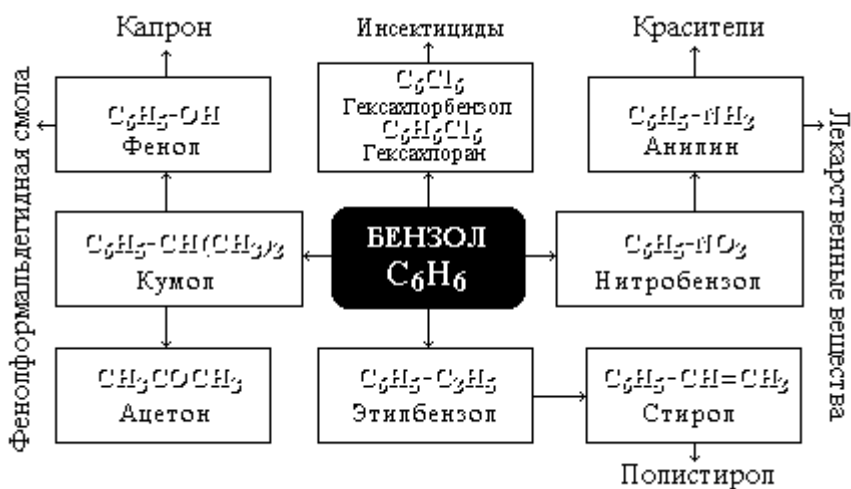 Капрон
Инсектициды
Красители
Фенолформальдегидная смола
C₆H₅-OH
Фенол
C₆Cl₆
Гексахлорбензол
C₆H₆Cl₆
Гексахлоран
C₆H₅-NH₂
Анилин
Лекарственные вещества
C₆H₅-CH(CH₃)₂
Кумол
БЕНЗОЛ
C₆H₆
C₆H₅-NO₂
Нитробензол
CH₃COCH₃
Ацетон
C₆H₅-C₂H₅
Этилбензол
C₆H₅-CH=CH₂
Стирол
Полистирол